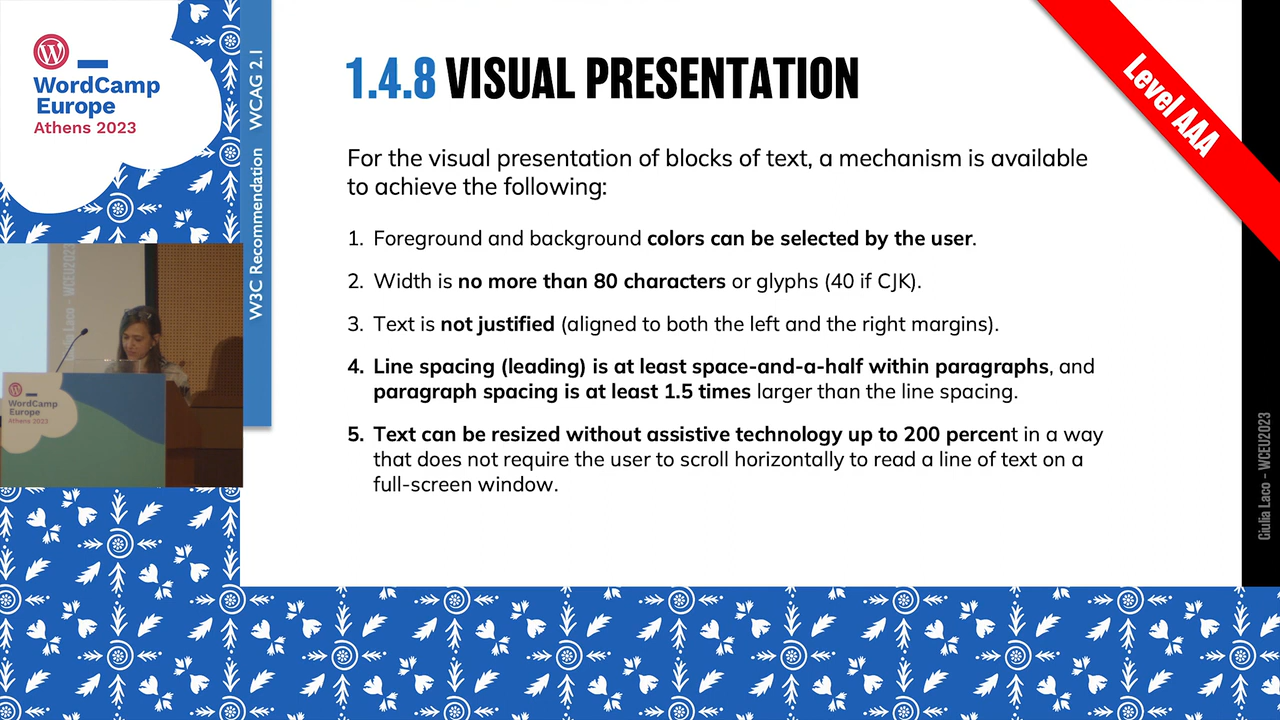 WordCamp
Europe
Athens 2023
W3C Recommendation WCAG 2.1
1.4.8 VISUAL PRESENTATION
Level AAA
For the visual presentation of blocks of text, a mechanism is available
to achieve the following:
1. Foreground and background colors can be selected by the user.
2. Width is no more than 80 characters or glyphs (40 if CJK).
3. Text is not justified (aligned to both the left and the right margins).
4. Line spacing (leading) is at least space-and-a-half within paragraphs, and
paragraph spacing is at least 1.5 times larger than the line spacing.
5. Text can be resized without assistive technology up to 200 percent in a way
that does not require the user to scroll horizontally to read a line of text on a
full-screen window.
Giulia Laco - WCEU2023
Giulia Laco - WCEU2023
WordCamp
Europe
Athens 2023